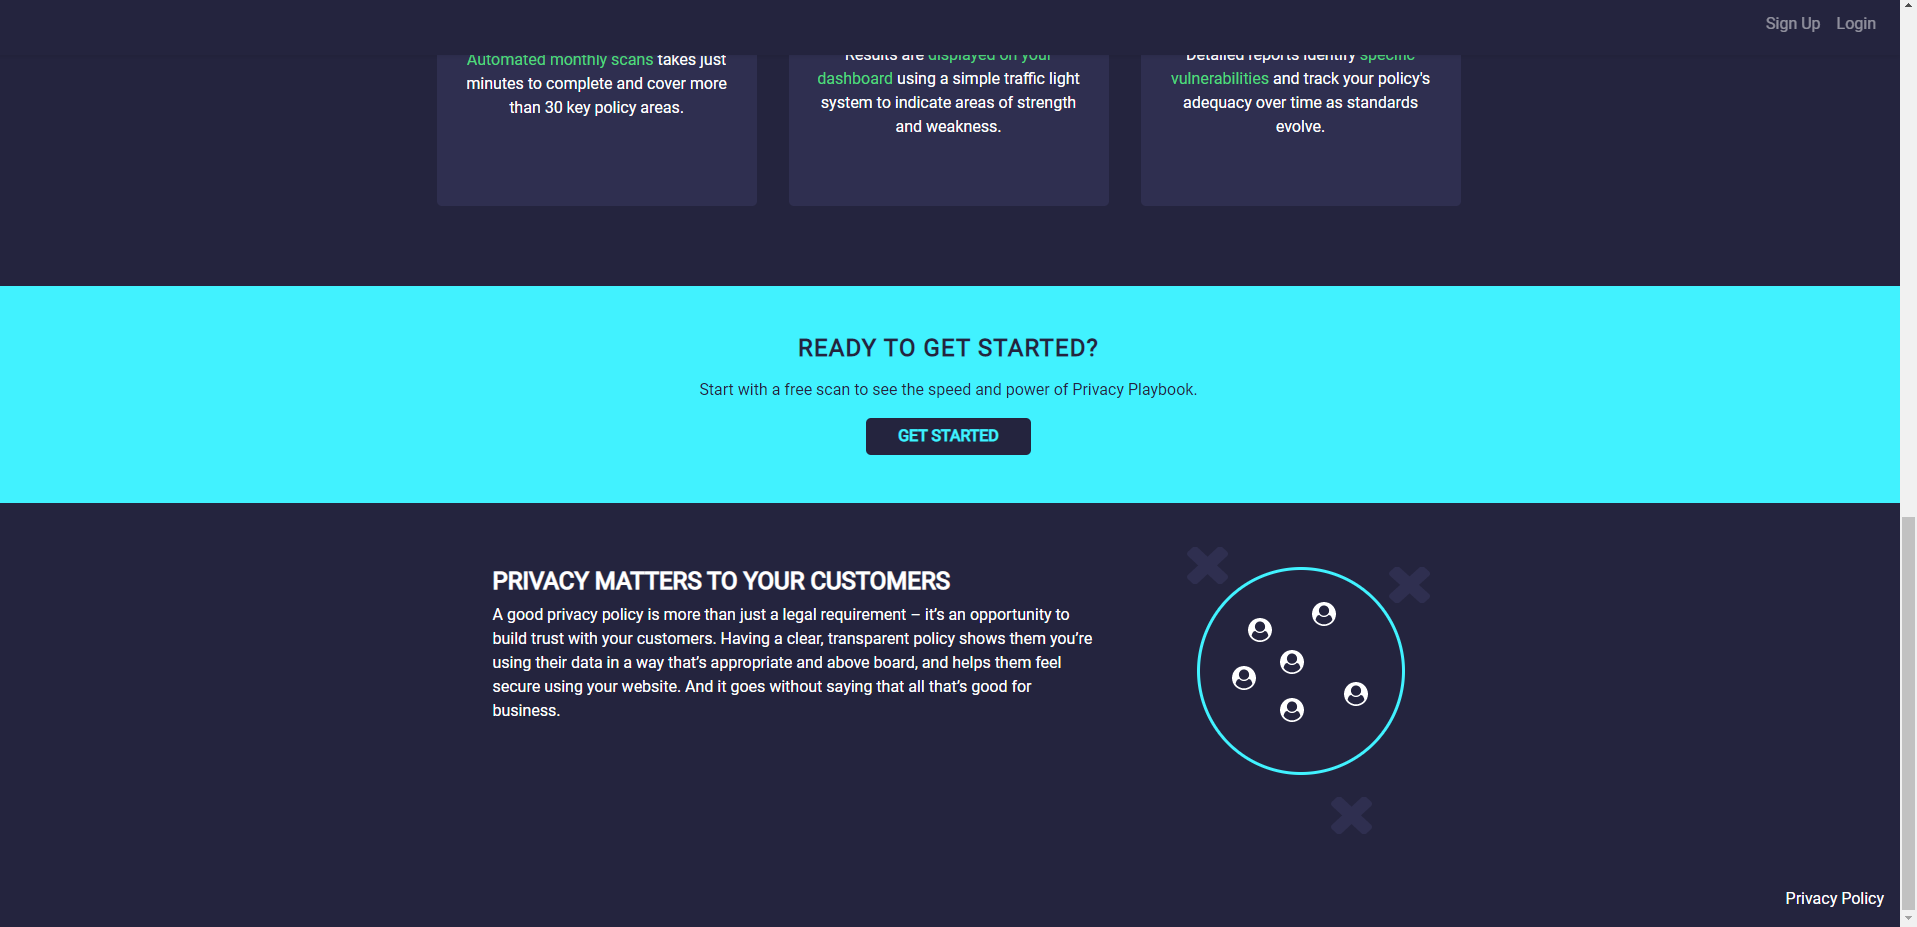 Sign Up Login
Automated monthly scans takes just
minutes to complete and cover more
than 30 key policy areas.
Results are displayed on your
dashboard using a simple traffic light
system to indicate areas of strength
and weakness.
Detailed reports identify specific
vulnerabilities and track your policy's
adequacy over time as standards
evolve.
READY TO GET STARTED?
Start with a free scan to see the speed and power of Privacy Playbook.
GET STARTED
PRIVACY MATTERS TO YOUR CUSTOMERS
A good privacy policy is more than just a legal requirement – it’s an opportunity to
build trust with your customers. Having a clear, transparent policy shows them you’re
using their data in a way that’s appropriate and above board, and helps them feel
secure using your website. And it goes without saying that all that’s good for
business.
Privacy Policy